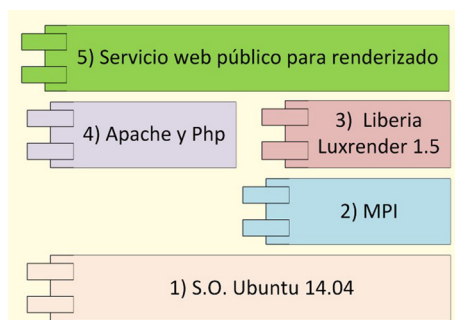 5) Servicio web público para renderizado
4) Apache y Php
3) Liberia
Luxrender 1.5
2) MPI
1) S.O. Ubuntu 14.04